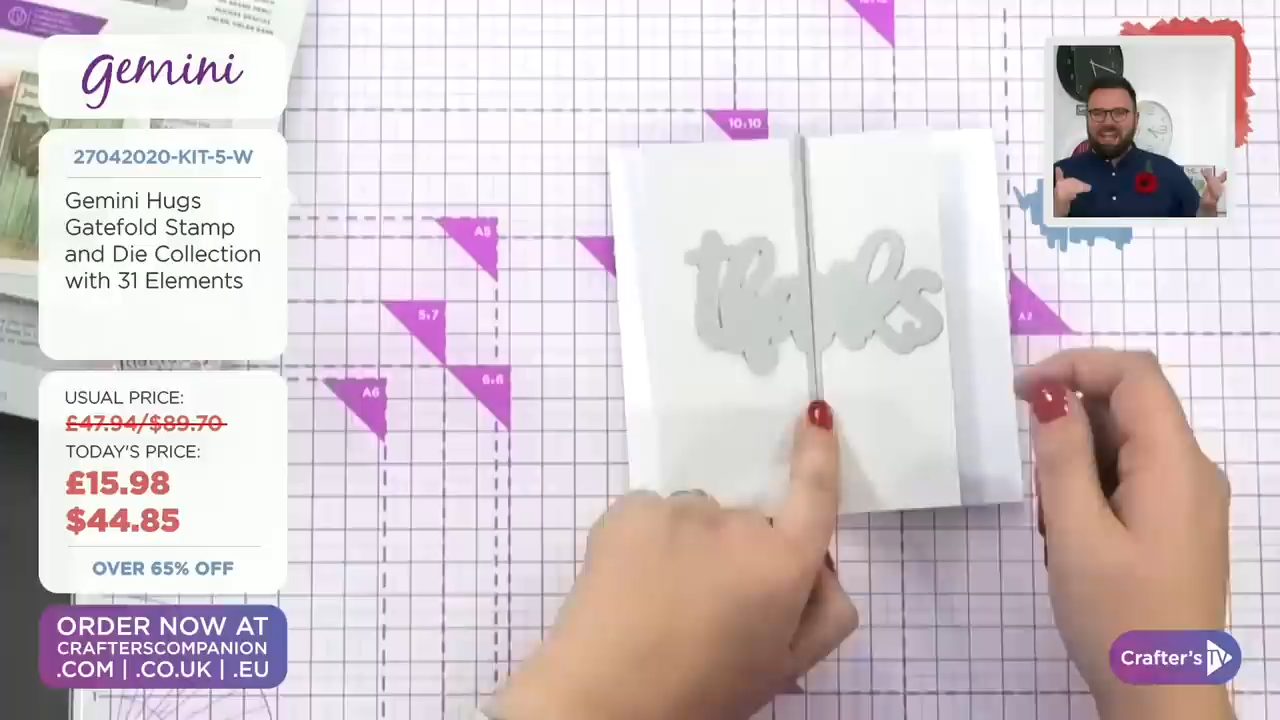 gemini
27042020-KIT-5-W
Gemini Hugs
Gatefold Stamp
and Die Collection
with 31 Elements
USUAL PRICE:
£47.94/$89.70
TODAY'S PRICE:
£15.98
$44.85
OVER 65% OFF
ORDER NOW AT
CRAFTERSCOMPANION
.COM | .CO.UK | .EU
10x10
A5
5x7
6x6
A6
A2
thanks
Crafter's TV